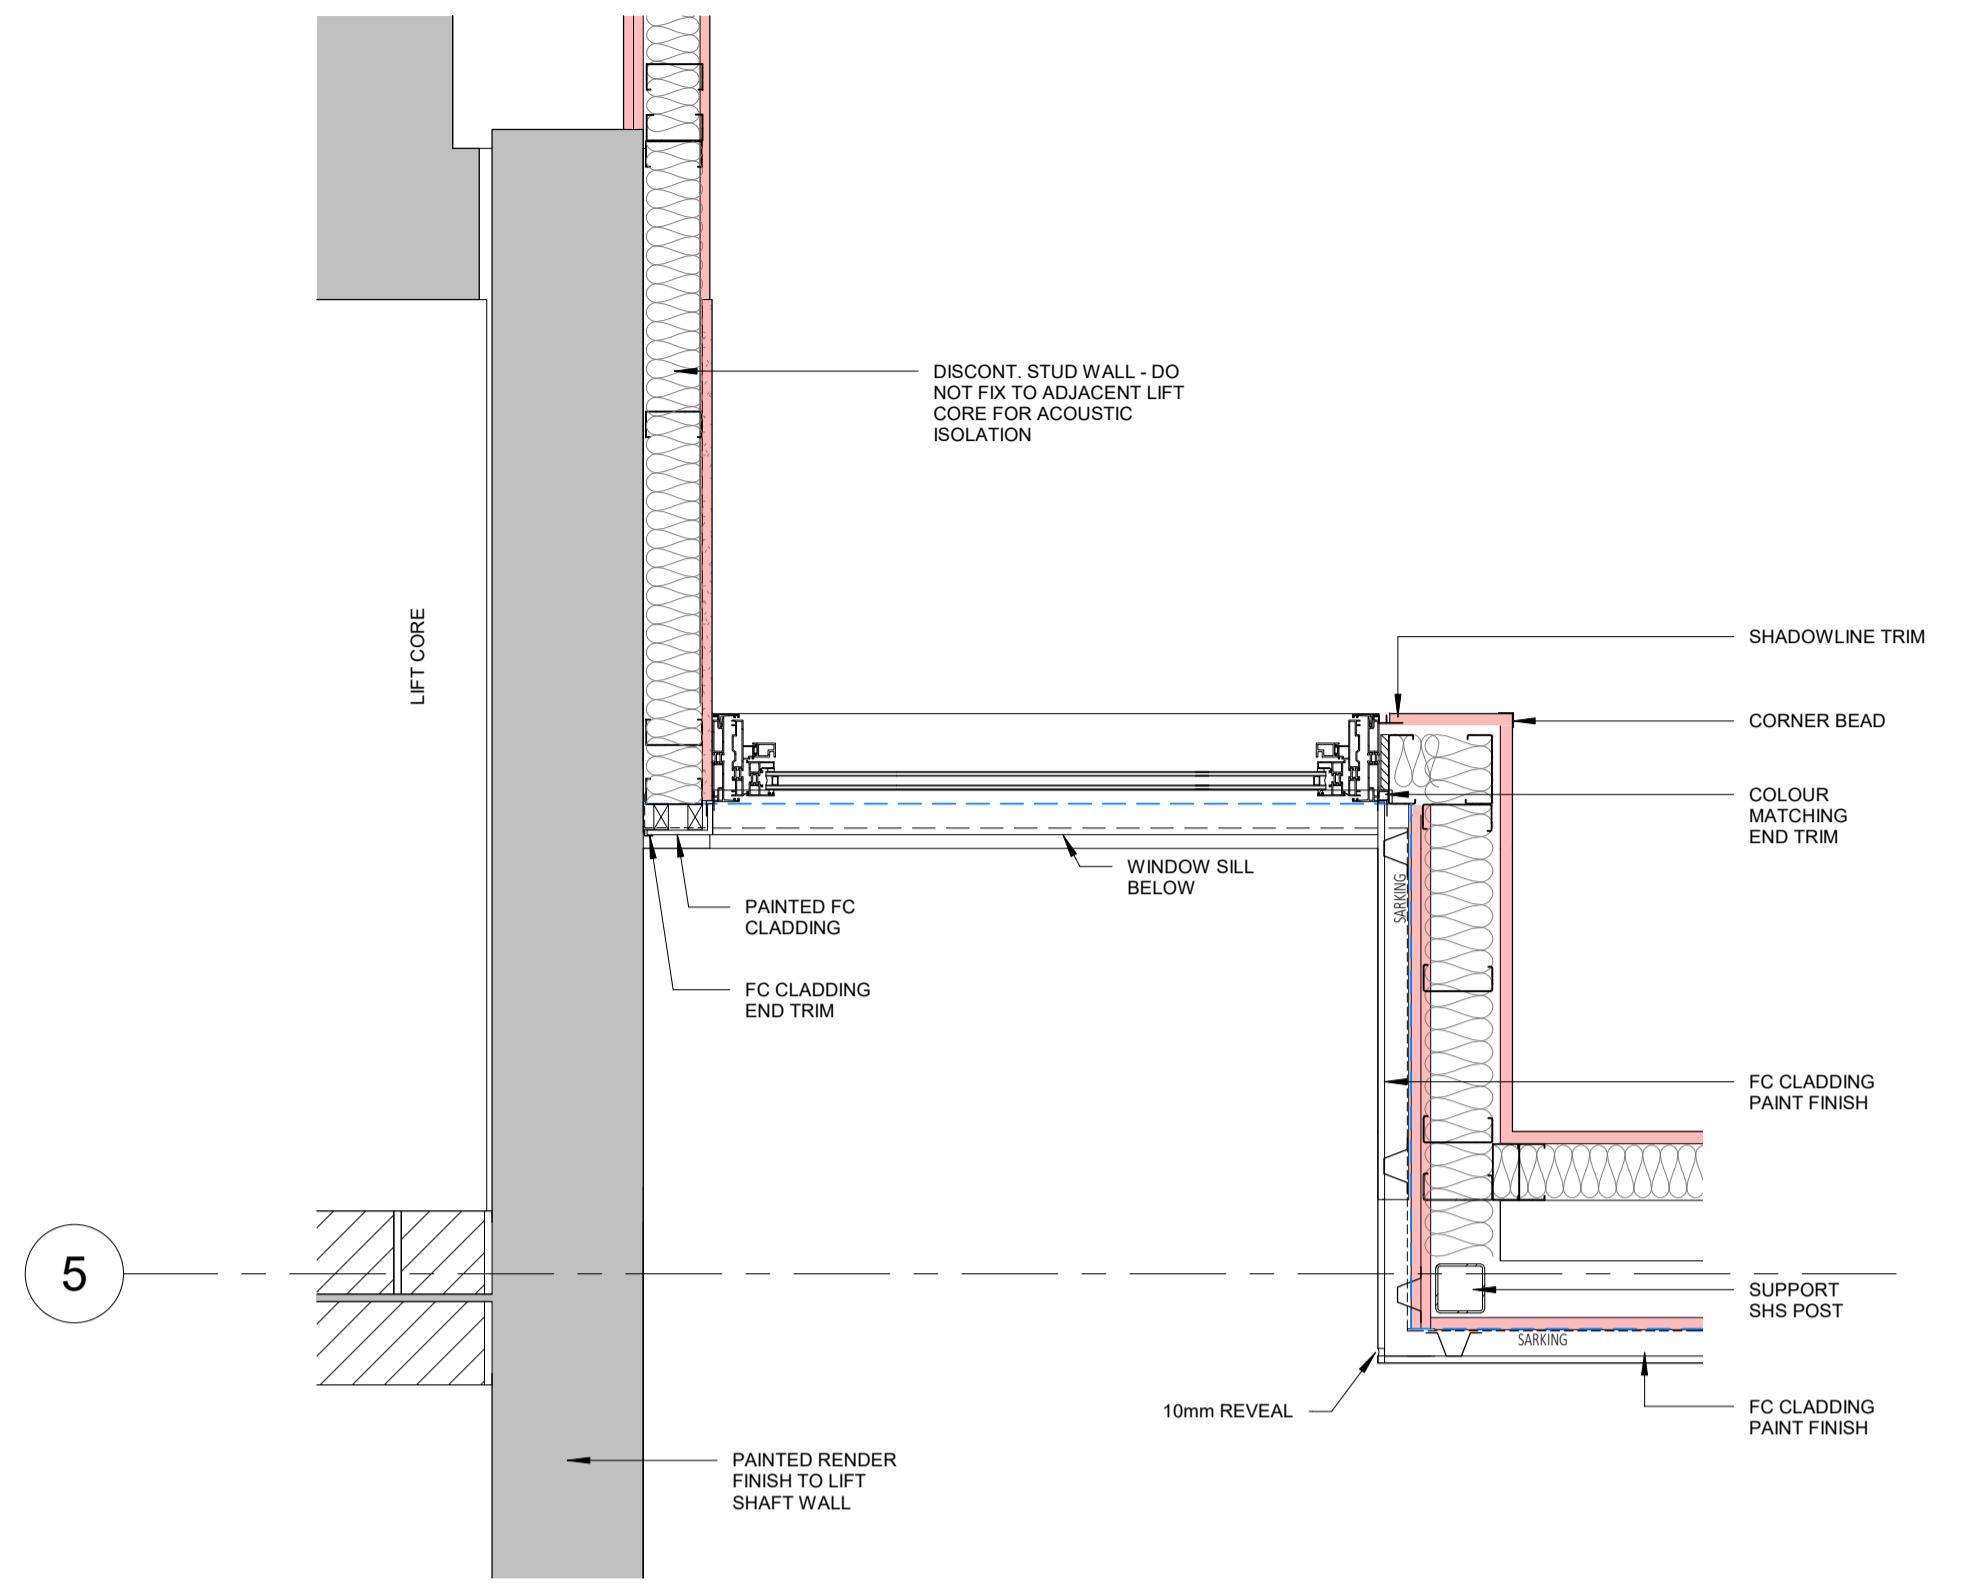 DISCONT. STUD WALL - DO
NOT FIX TO ADJACENT LIFT
CORE FOR ACOUSTIC
ISOLATION
LIFT CORE
SHADOWLINE TRIM
CORNER BEAD
COLOUR
MATCHING
END TRIM
WINDOW SILL
BELOW
SARKING
PAINTED FC
CLADDING
FC CLADDING
END TRIM
FC CLADDING
PAINT FINISH
5
SUPPORT
SHS POST
SARKING
10mm REVEAL
FC CLADDING
PAINT FINISH
PAINTED RENDER
FINISH TO LIFT
SHAFT WALL